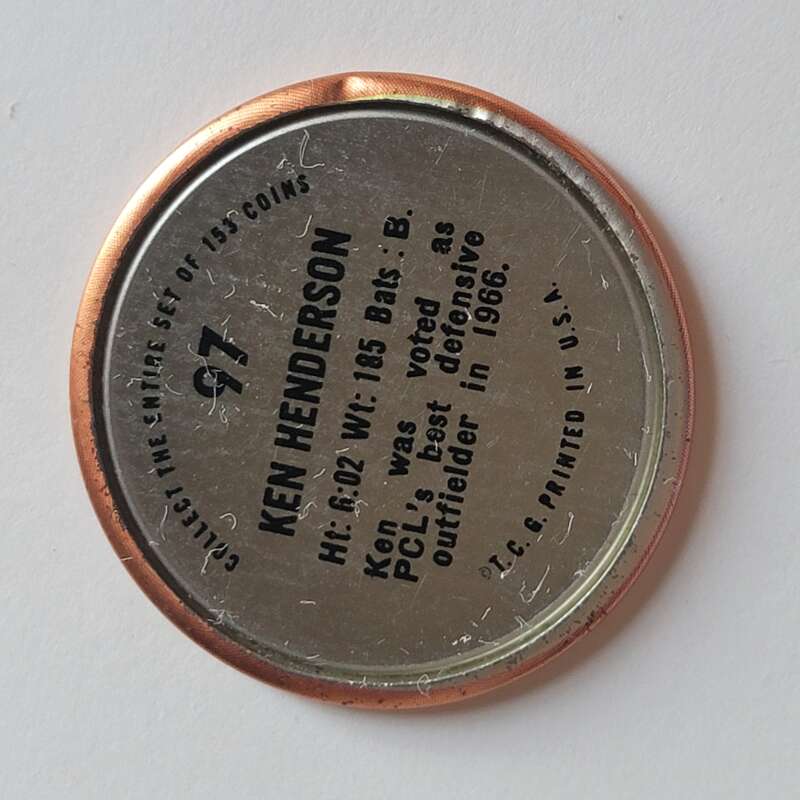 COLLECT THE ENTIRE SET OF 153 COINS
97
KEN HENDERSON
Ht: 6:02 Wt: 185 Bats: B.
Ken was voted as
PCL's best defensive
outfielder in 1966.
©T. C. G. PRINTED IN U.S.A.